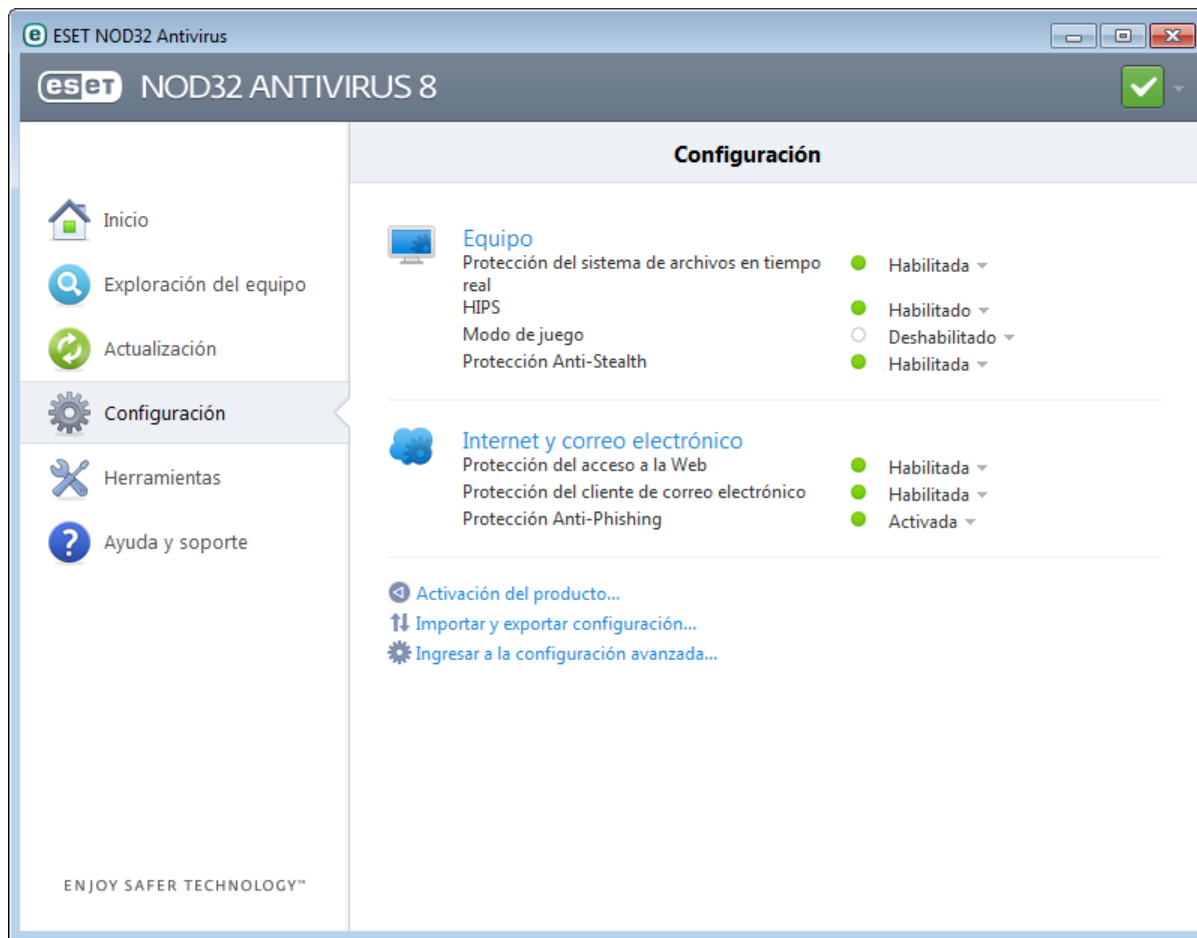 ESET NOD32 Antivirus
eset NOD32 ANTIVIRUS 8
Configuración
Inicio
Exploración del equipo
Actualización
Configuración
Herramientas
Ayuda y soporte
Equipo
Protección del sistema de archivos en tiempo real Habilitada
HIPS Habilitado
Modo de juego Deshabilitado
Protección Anti-Stealth Habilitada
Internet y correo electrónico
Protección del acceso a la Web Habilitada
Protección del cliente de correo electrónico Habilitada
Protección Anti-Phishing Activada
Activación del producto...
Importar y exportar configuración...
Ingresar a la configuración avanzada...
ENJOY SAFER TECHNOLOGY™